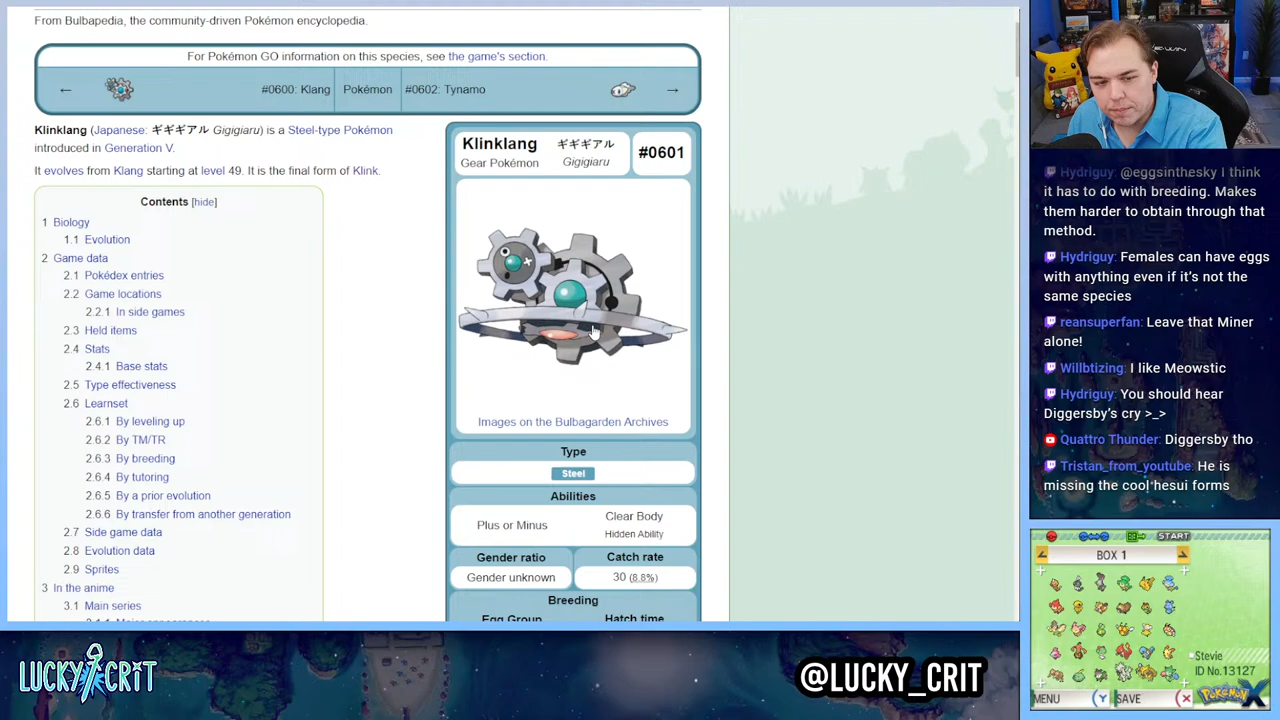 From Bulbapedia, the community-driven Pokémon encyclopedia.
For Pokémon GO information on this species, see the game's section.
← #0600: Klang Pokémon #0602: Tynamo →
Klinklang (Japanese: ギギギアル Gigigiaru) is a Steel-type Pokémon
introduced in Generation V.
It evolves from Klang starting at level 49. It is the final form of Klink.
Contents [hide]
1 Biology
1.1 Evolution
2 Game data
2.1 Pokédex entries
2.2 Game locations
2.2.1 In side games
2.3 Held items
2.4 Stats
2.4.1 Base stats
2.5 Type effectiveness
2.6 Learnset
2.6.1 By leveling up
2.6.2 By TM/TR
2.6.3 By breeding
2.6.4 By tutoring
2.6.5 By a prior evolution
2.6.6 By transfer from another generation
2.7 Side game data
2.8 Evolution data
2.9 Sprites
3 In the anime
3.1 Main series
Klinklang
Gear Pokémon
ギギギアル
Gigigiaru
#0601
Images on the Bulbagarden Archives
Type
Steel
Abilities
Plus or Minus
Clear Body
Hidden Ability
Gender ratio
Gender unknown
Catch rate
30 (8.8%)
Breeding
Egg Group
Hatch time
Hydriguy: @eggsinthesky I think
it has to do with breeding. Makes
them harder to obtain through that
method.
Hydriguy: Females can have eggs
with anything even if it's not the
same species
reansuperfan: Leave that Miner
alone!
Willbtizing: I like Meowstic
Hydriguy: You should hear
Diggersby's cry >_>
Quattro Thunder: Diggersby tho
Tristan_from_youtube: He is
missing the cool hesui forms
START
BOX 1
Stevie
ID No.13127
MENU Y SAVE X
POKéMON X
LUCKY CRIT
@LUCKY_CRIT